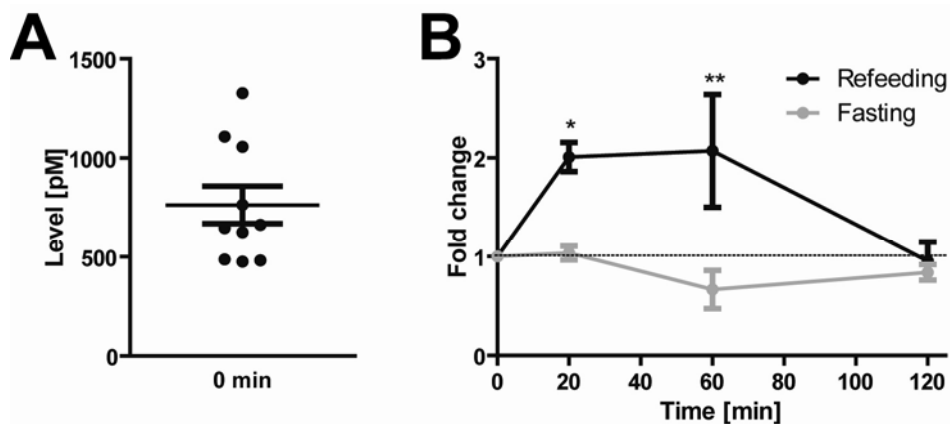 A
Level [pM]
1500
1000
500
0
0 min
B
Fold change
3
2
1
0
*
**
Refeeding
Fasting
0 20 40 60 80 100 120
Time [min]